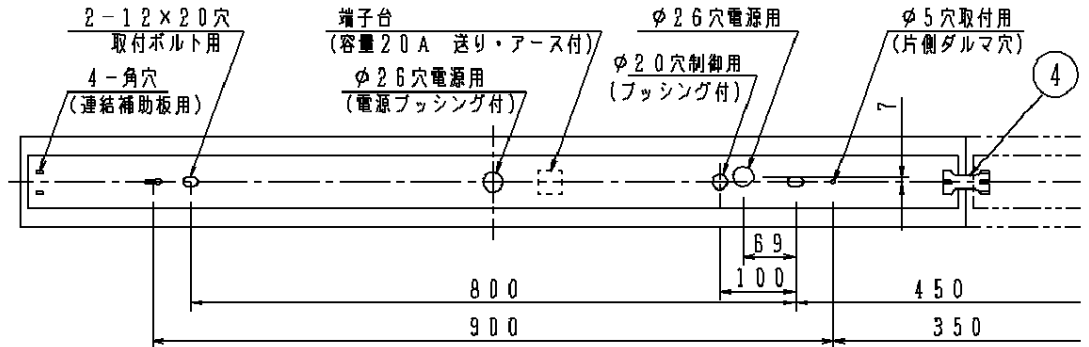 2-12×20穴
取付ボルト用
4-角穴
(連結補助板用)
端子台
(容量20A 送り・アース付)
φ26穴電源用
(電源ブッシング付)
φ26穴電源用
φ20穴制御用
(ブッシング付)
φ5穴取付用
(片側ダルマ穴)
4
7
69
100
800
450
900
350